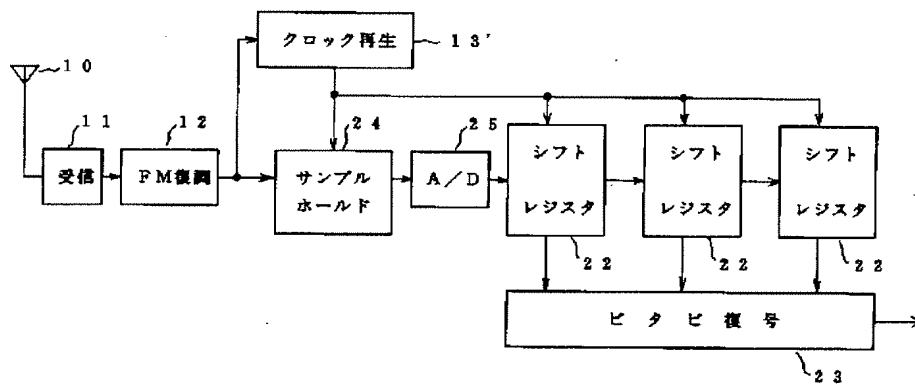 クロック再生
13'
10
11
12
24
25
受信
FM復調
サンプル
ホールド
A/D
シフト
レジスタ
シフト
レジスタ
シフト
レジスタ
22
22
22
ビタビ復号
23